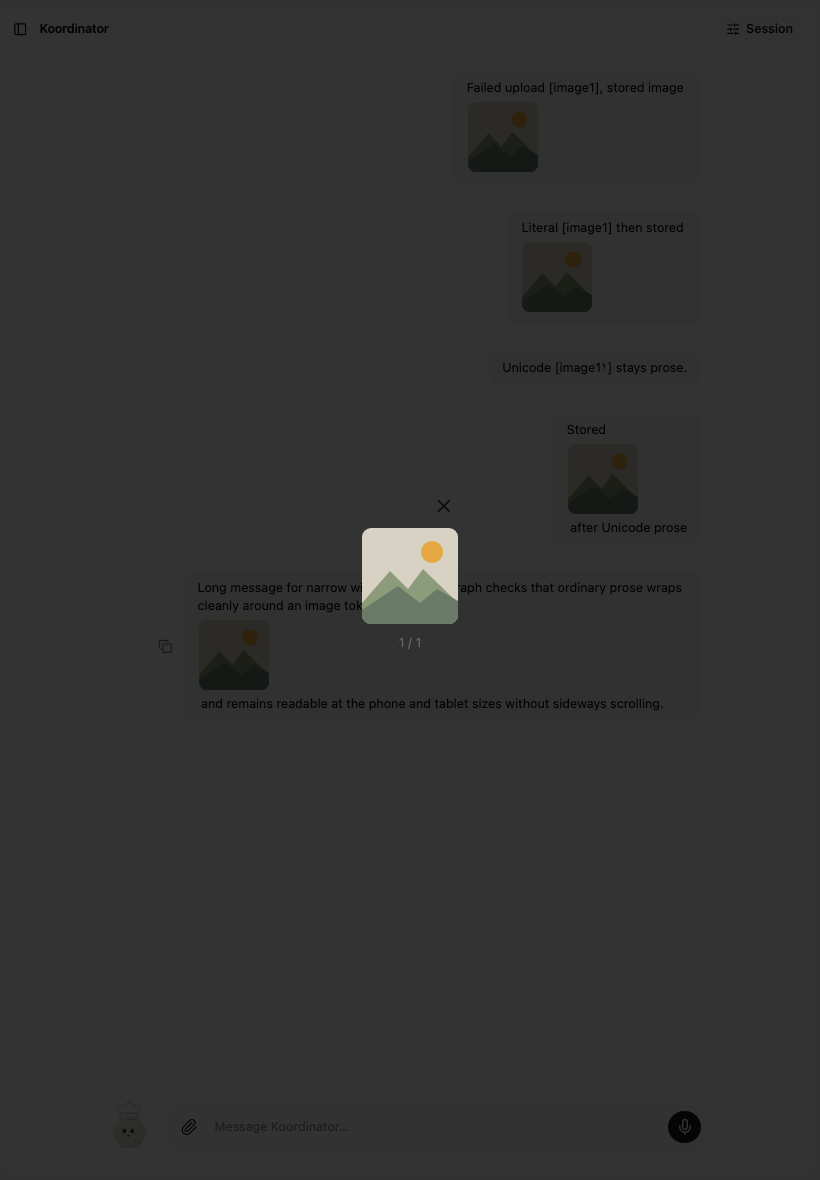 Koordinator
Session
Failed upload [image1], stored image
Literal [image1] then stored
Unicode [image1¹] stays prose.
Stored
after Unicode prose
Long message for narrow
raph checks that ordinary prose wraps
cleanly around an image
and remains readable at the phone and tablet sizes without sideways scrolling.
1 / 1
Message Koordinator…